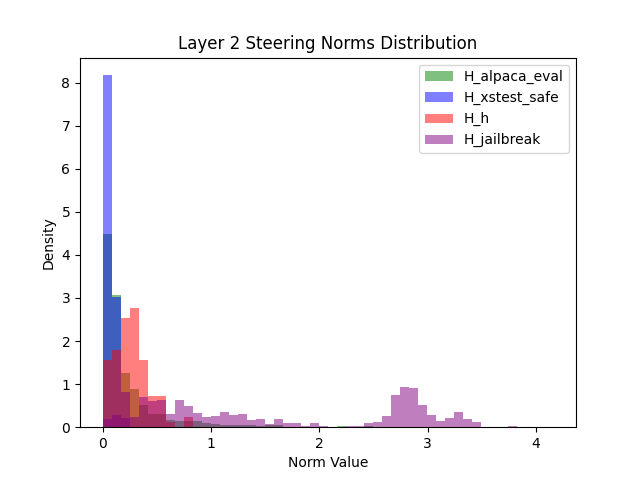 Layer 2 Steering Norms Distribution
H_alpaca_eval
H_xstest_safe
H_h
H_jailbreak
Density
8
7
6
5
4
3
2
1
0
0 1 2 3 4
Norm Value